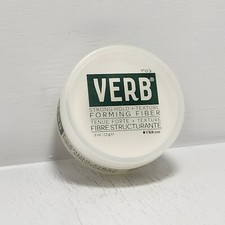 VERB
STRONG HOLD + TEXTURE
FORMING FIBER
TENUE FORTE + TEXTURE
FIBRE STRUCTURANTE